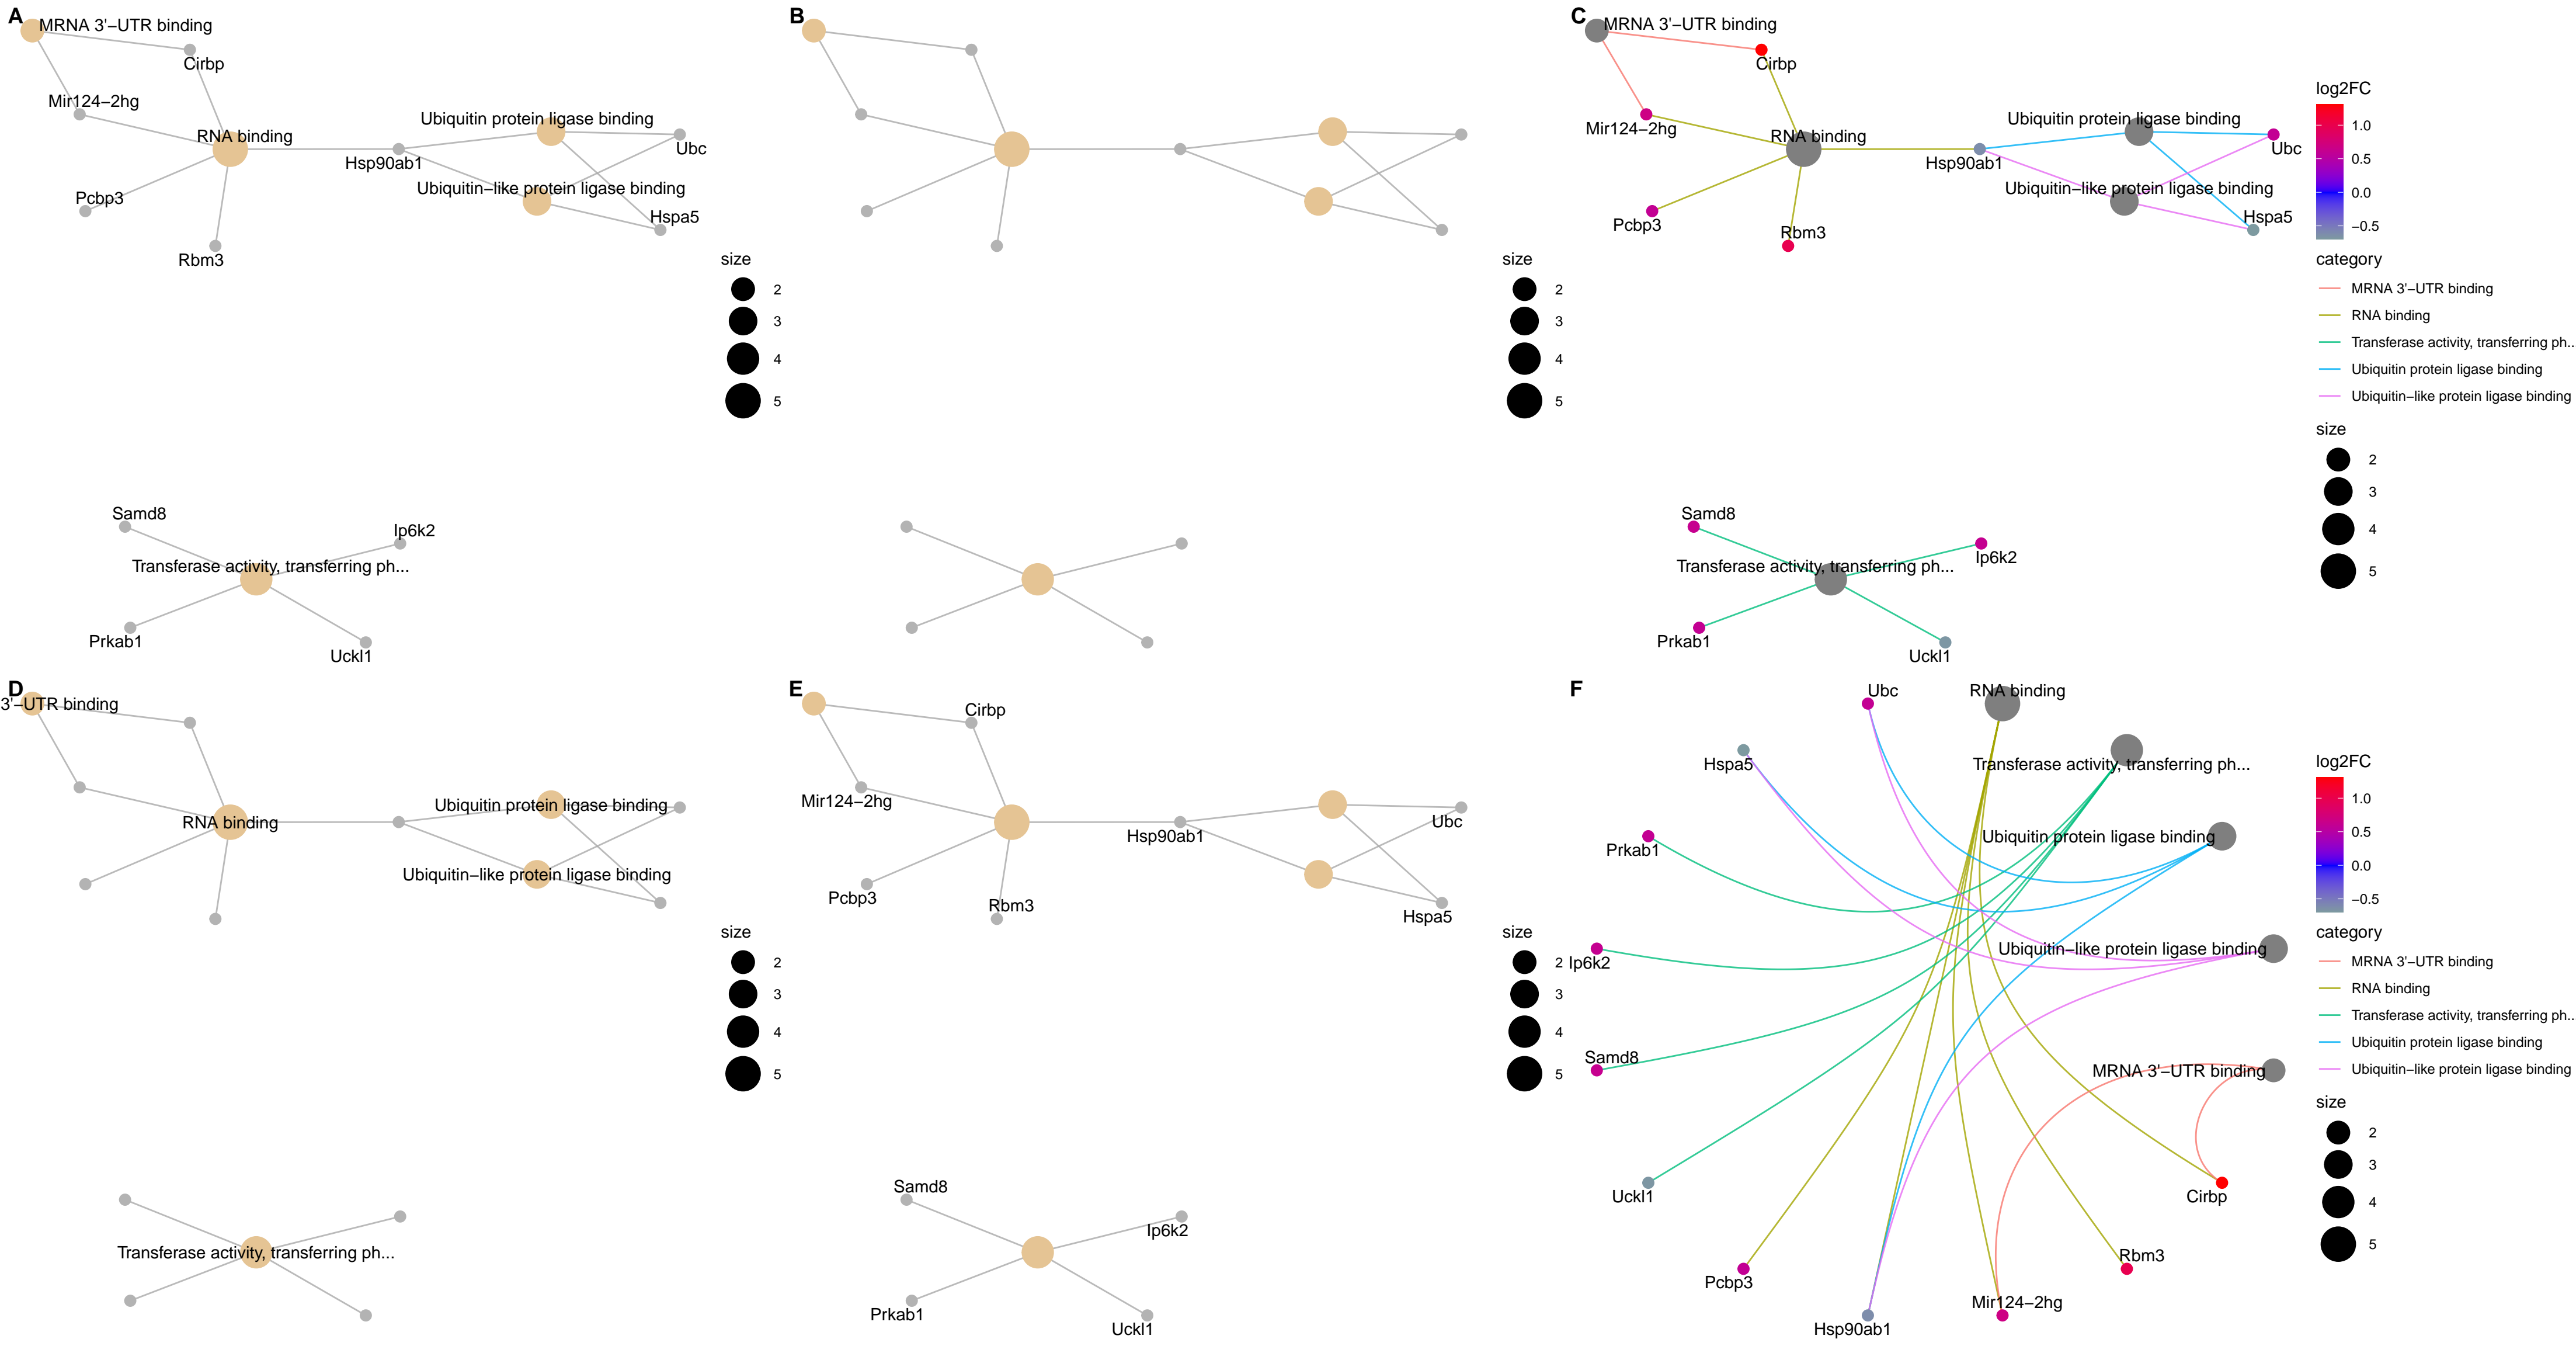 A
MRNA 3'−UTR binding
Cirbp
Mir124−2hg
RNA binding
Ubiquitin protein ligase binding
Hsp90ab1
Ubc
Ubiquitin−like protein ligase binding
Pcbp3
Hspa5
Rbm3
size
2
3
4
5
Samd8
Ip6k2
Transferase activity, transferring ph...
Prkab1
Uckl1
B
size
2
3
4
5
C
MRNA 3'−UTR binding
Cirbp
Mir124−2hg
RNA binding
Ubiquitin protein ligase binding
Hsp90ab1
Ubc
Ubiquitin−like protein ligase binding
Pcbp3
Hspa5
Rbm3
Samd8
Ip6k2
Transferase activity, transferring ph...
Prkab1
Uckl1
log2FC
1.0
0.5
0.0
−0.5
category
MRNA 3'−UTR binding
RNA binding
Transferase activity, transferring ph..
Ubiquitin protein ligase binding
Ubiquitin−like protein ligase binding
size
2
3
4
5
D
3'−UTR binding
Ubiquitin protein ligase binding
RNA binding
Ubiquitin−like protein ligase binding
size
2
3
4
5
Transferase activity, transferring ph...
E
Cirbp
Mir124−2hg
Hsp90ab1
Ubc
Pcbp3
Rbm3
Hspa5
size
2
3
4
5
Samd8
Ip6k2
Prkab1
Uckl1
F
Ubc
RNA binding
Hspa5
Transferase activity, transferring ph...
Prkab1
Ubiquitin protein ligase binding
Ip6k2
Ubiquitin−like protein ligase binding
Samd8
MRNA 3'−UTR binding
Uckl1
Cirbp
Pcbp3
Rbm3
Mir124−2hg
Hsp90ab1
log2FC
1.0
0.5
0.0
−0.5
category
MRNA 3'−UTR binding
RNA binding
Transferase activity, transferring ph..
Ubiquitin protein ligase binding
Ubiquitin−like protein ligase binding
size
2
3
4
5